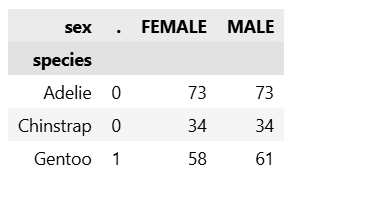 sex . FEMALE MALE
species
Adelie 0 73 73
Chinstrap 0 34 34
Gentoo 1 58 61